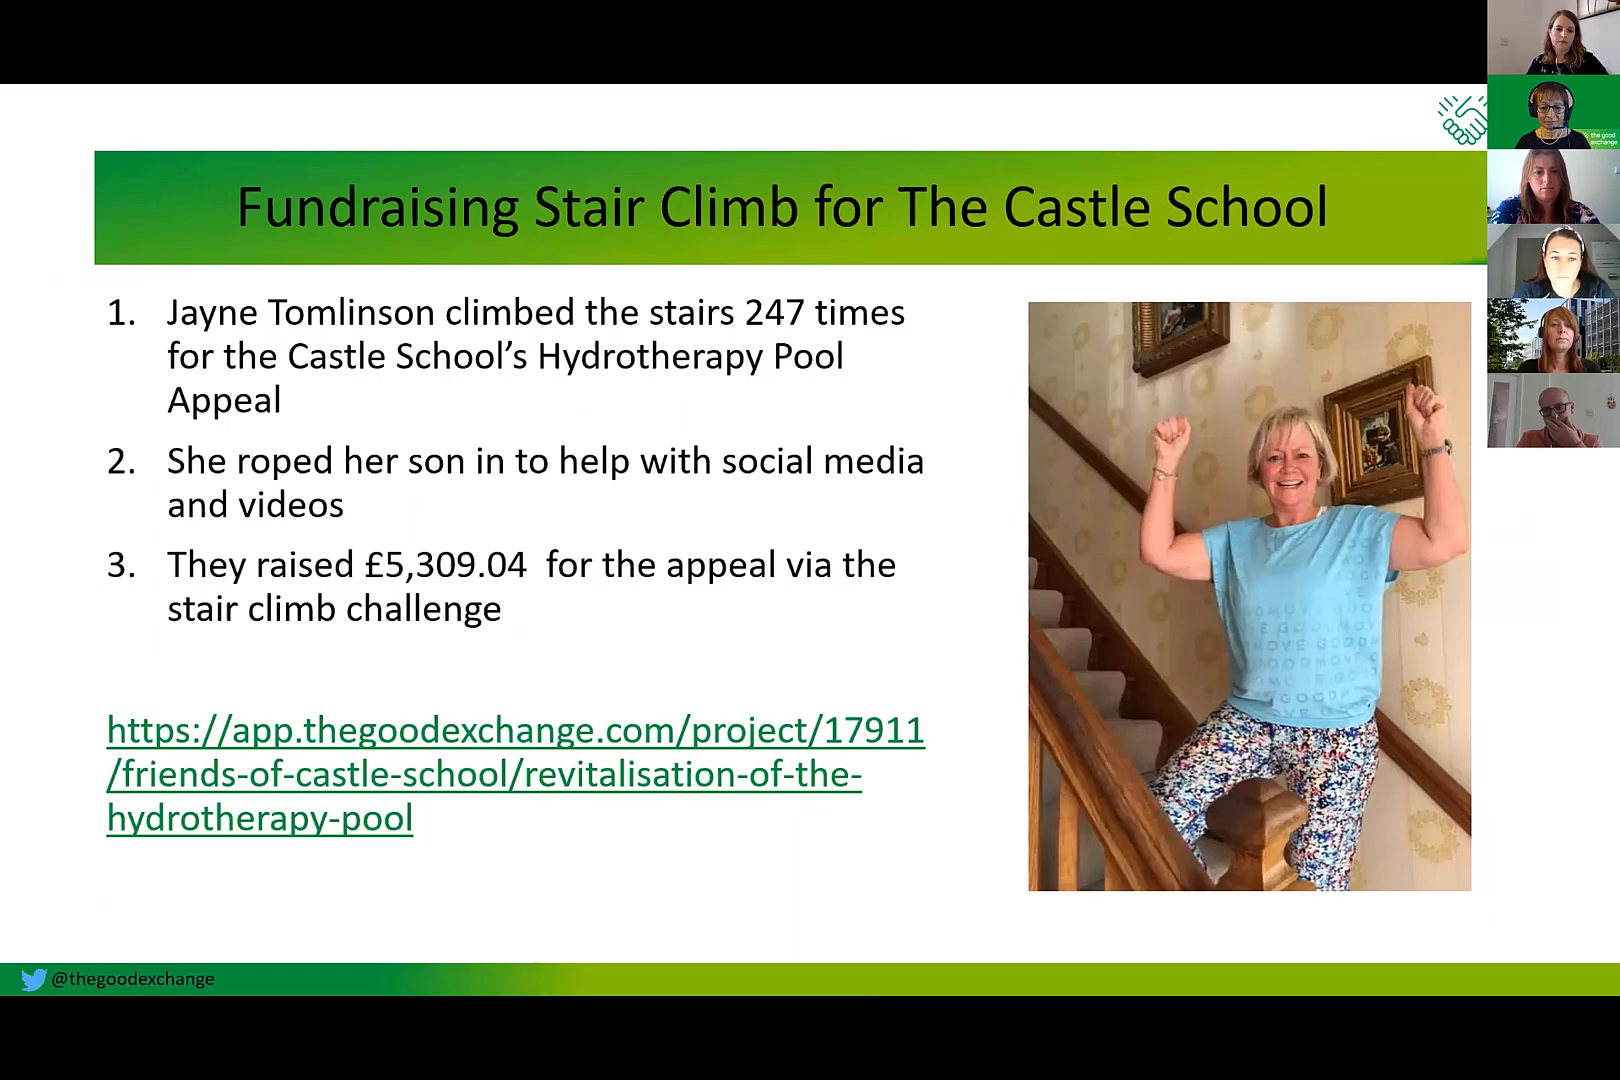 the good
exchange
Fundraising Stair Climb for The Castle School
1. Jayne Tomlinson climbed the stairs 247 times
for the Castle School’s Hydrotherapy Pool
Appeal
2. She roped her son in to help with social media
and videos
3. They raised £5,309.04 for the appeal via the
stair climb challenge
https://app.thegoodexchange.com/project/17911
/friends-of-castle-school/revitalisation-of-the-
hydrotherapy-pool
@thegoodexchange